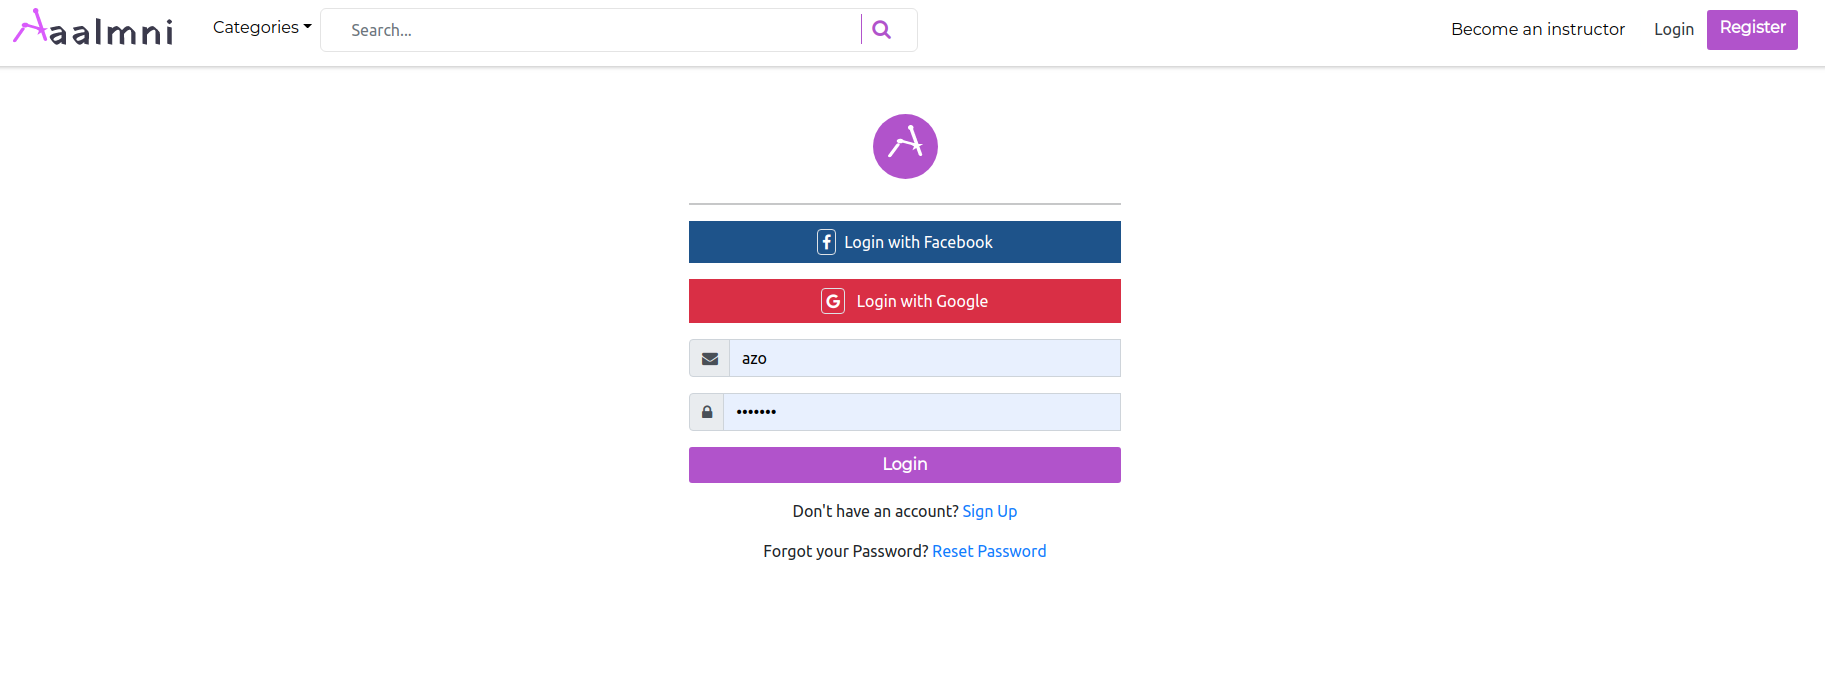 Aaalmni
Categories
Search...
Become an instructor
Login
Register
Login with Facebook
Login with Google
azo
•••••••
Login
Don't have an account? Sign Up
Forgot your Password? Reset Password